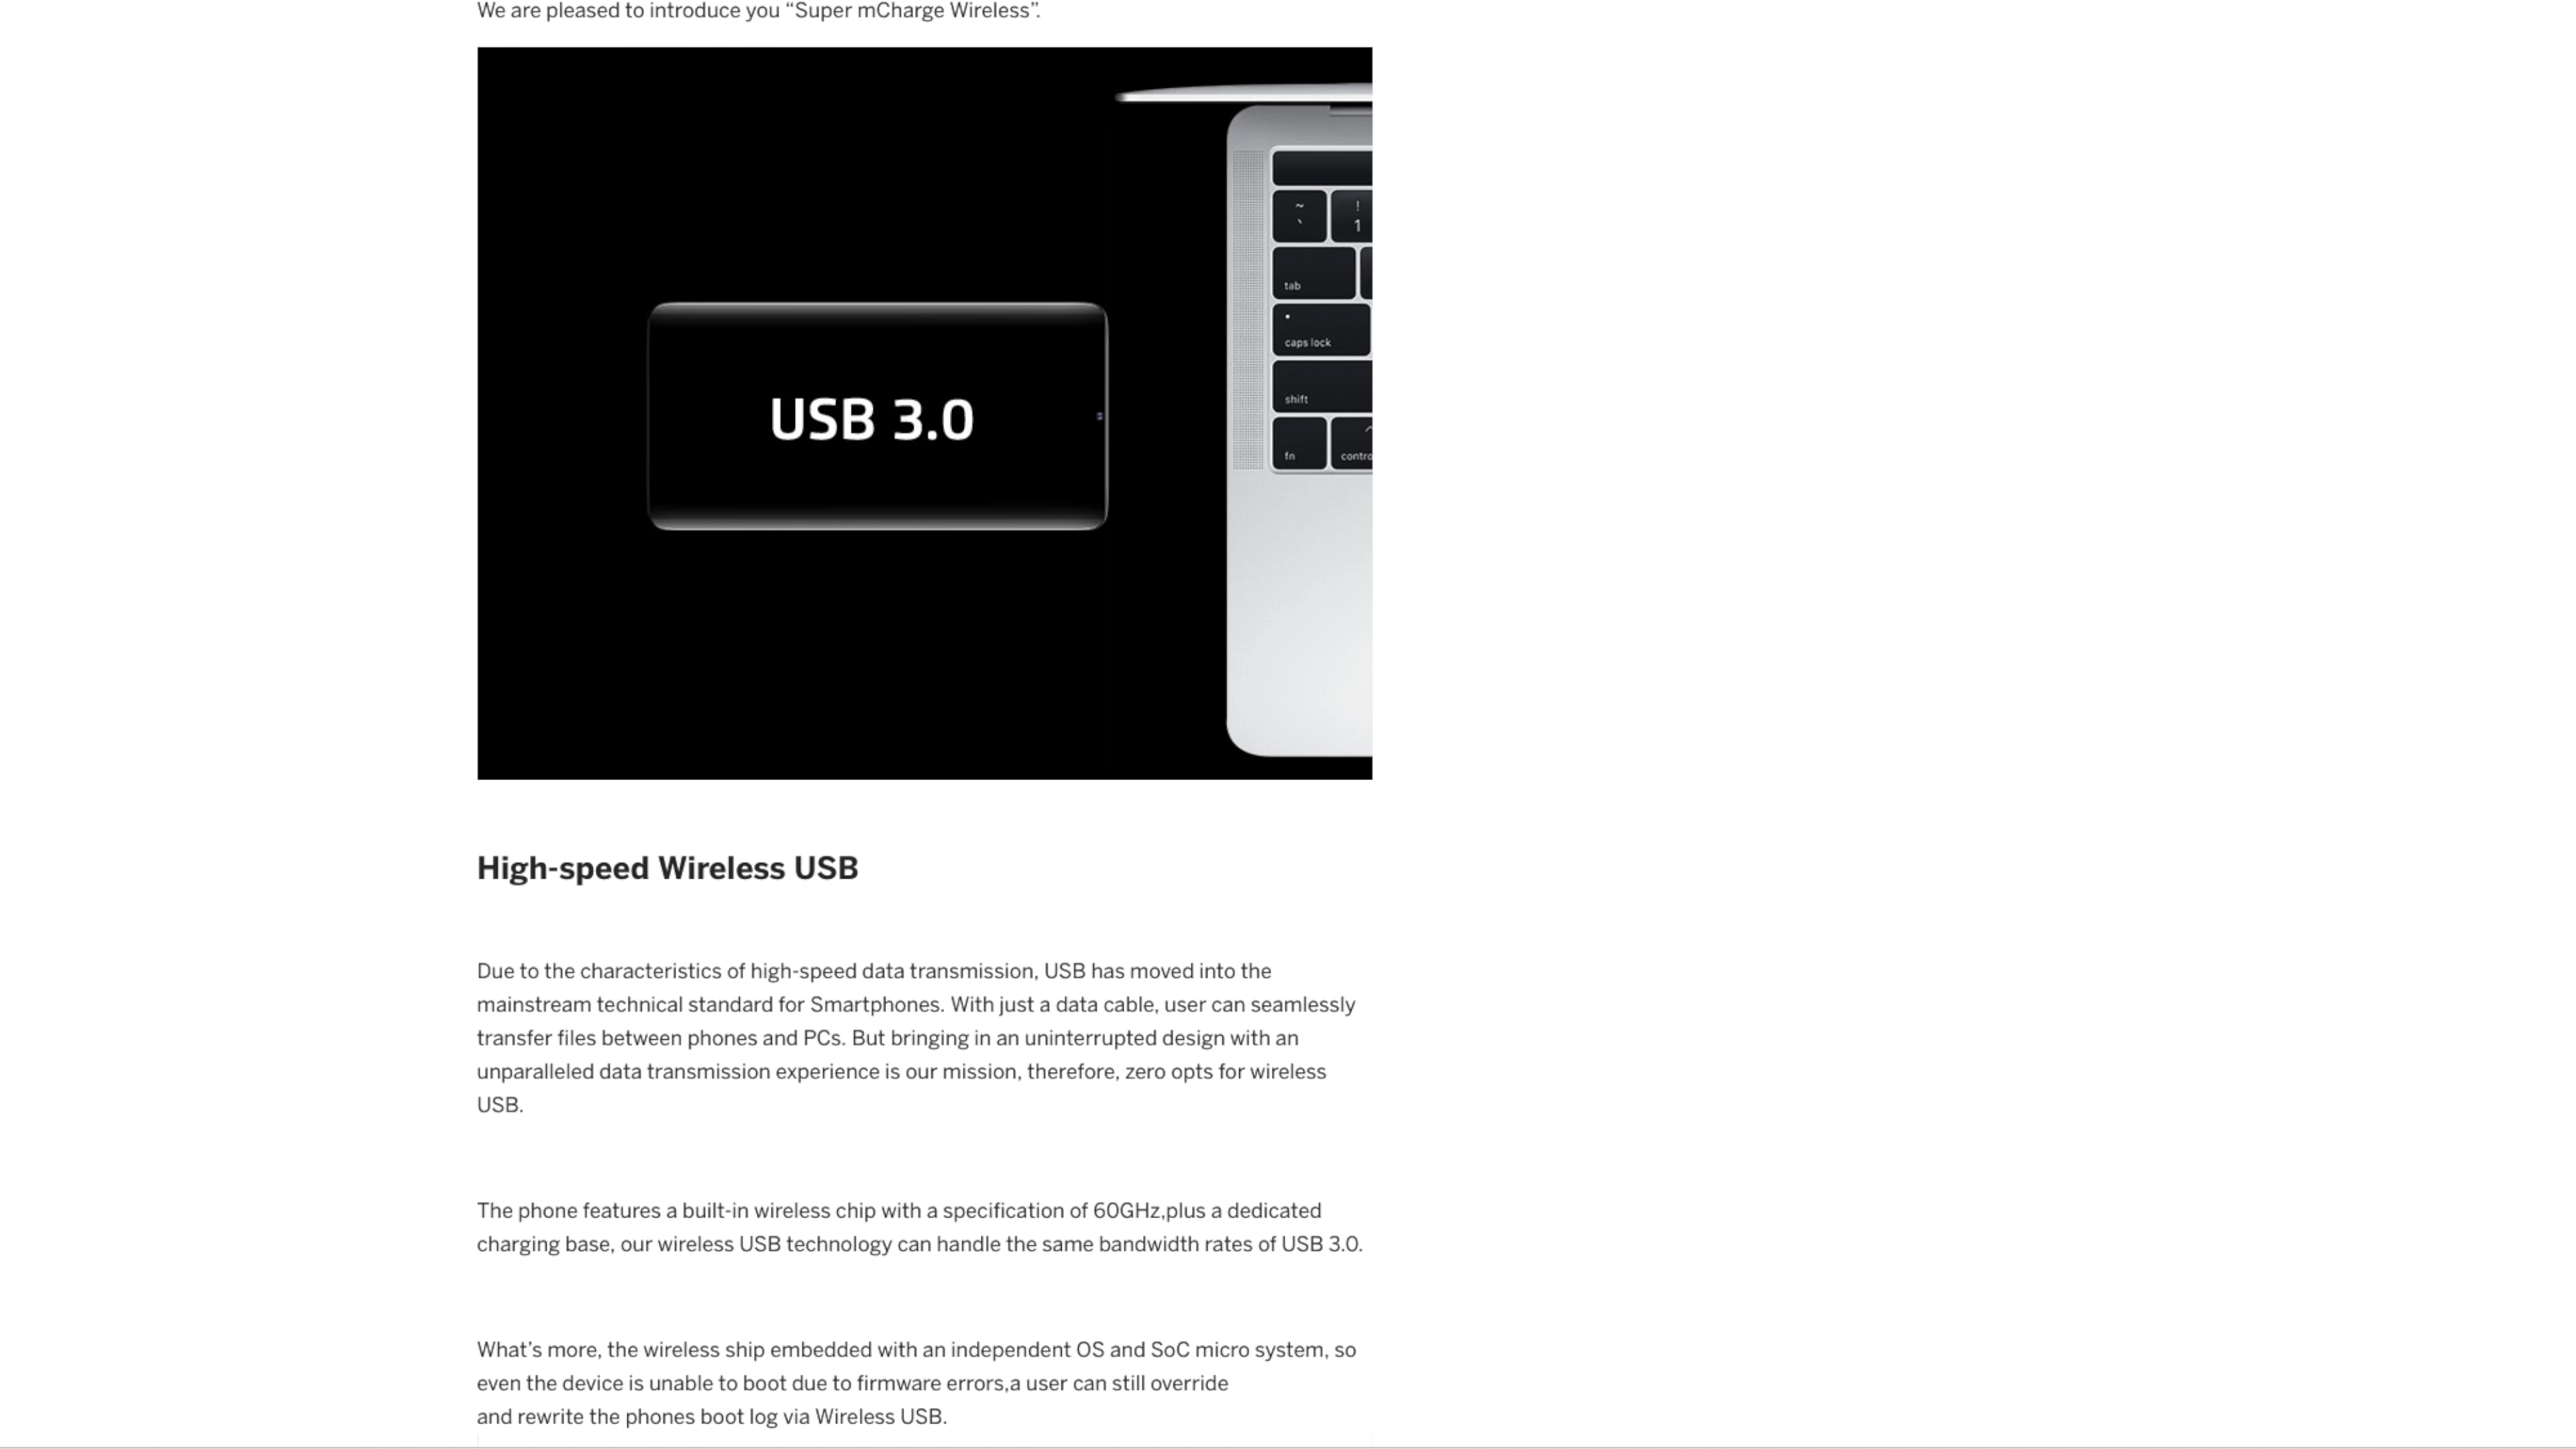 We are pleased to introduce you “Super mCharge Wireless”.
~
`
!
1
tab
caps lock
shift
fn
contro
USB 3.0
High-speed Wireless USB
Due to the characteristics of high-speed data transmission, USB has moved into the
mainstream technical standard for Smartphones. With just a data cable, user can seamlessly
transfer files between phones and PCs. But bringing in an uninterrupted design with an
unparalleled data transmission experience is our mission, therefore, zero opts for wireless
USB.
The phone features a built-in wireless chip with a specification of 60GHz,plus a dedicated
charging base, our wireless USB technology can handle the same bandwidth rates of USB 3.0.
What’s more, the wireless ship embedded with an independent OS and SoC micro system, so
even the device is unable to boot due to firmware errors,a user can still override
and rewrite the phones boot log via Wireless USB.